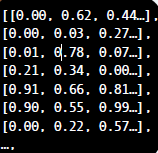 [[0.00, 0.62, 0.44…],
[0.00, 0.03, 0.27…],
[0.01, 0.78, 0.07…],
[0.21, 0.34, 0.00…],
[0.91, 0.66, 0.81…],
[0.90, 0.55, 0.99…],
[0.00, 0.22, 0.57…],
…,